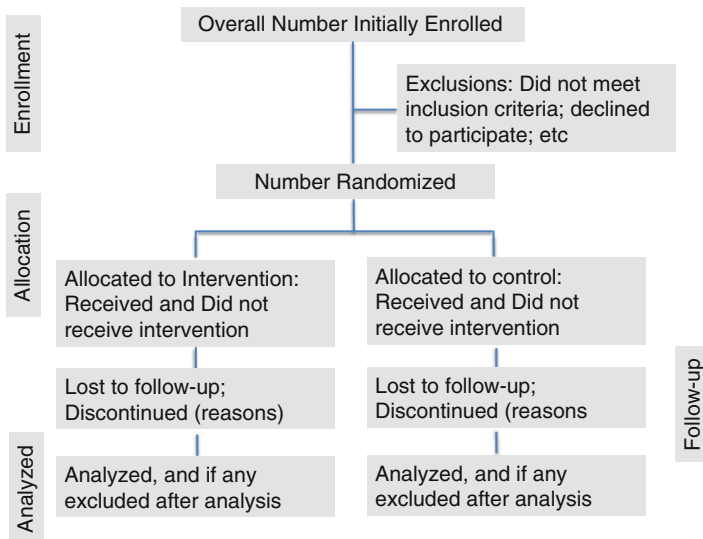 Overall Number Initially Enrolled
Enrollment
Exclusions: Did not meet
inclusion criteria; declined
to participate; etc
Number Randomized
Allocation
Allocated to Intervention:
Received and Did not
receive intervention
Allocated to control:
Received and Did not
receive intervention
Lost to follow-up;
Discontinued (reasons)
Lost to follow-up;
Discontinued (reasons
Follow-up
Analyzed
Analyzed, and if any
excluded after analysis
Analyzed, and if any
excluded after analysis